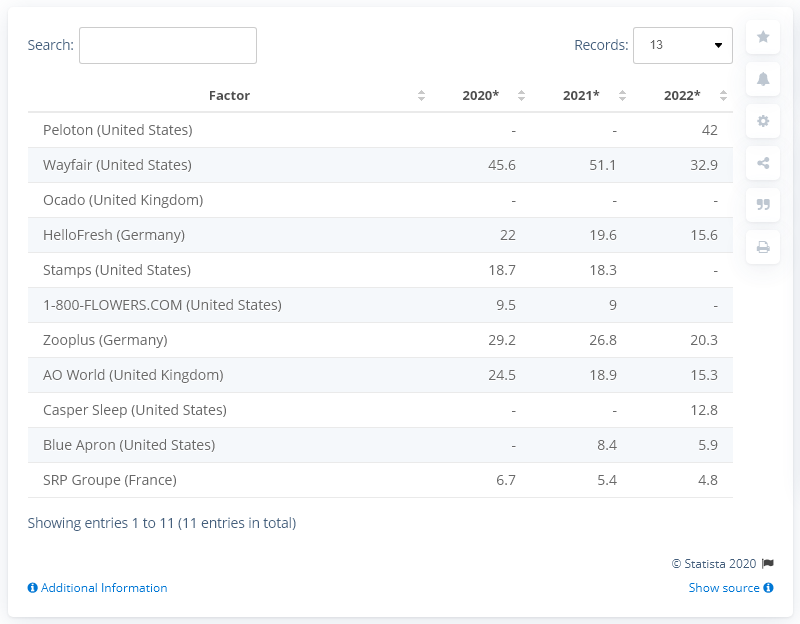 Search: Records: 13
Factor 2020* 2021* 2022*
Peloton (United States) - - 42
Wayfair (United States) 45.6 51.1 32.9
Ocado (United Kingdom) - - -
HelloFresh (Germany) 22 19.6 15.6
Stamps (United States) 18.7 18.3 -
1-800-FLOWERS.COM (United States) 9.5 9 -
Zooplus (Germany) 29.2 26.8 20.3
AO World (United Kingdom) 24.5 18.9 15.3
Casper Sleep (United States) - - 12.8
Blue Apron (United States) - 8.4 5.9
SRP Groupe (France) 6.7 5.4 4.8
Showing entries 1 to 11 (11 entries in total)
© Statista 2020
Additional Information Show source